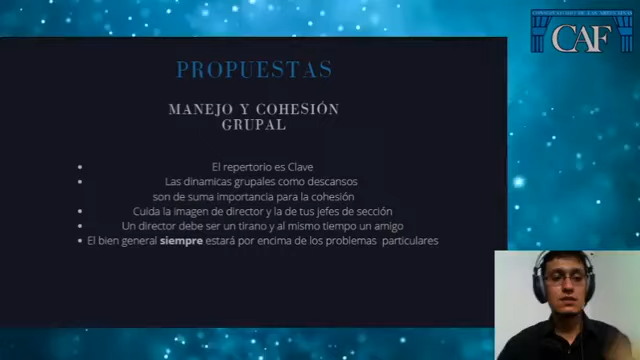 CAF
PROPUESTAS
MANEJO Y COHESIÓN
GRUPAL
El repertorio es Clave
Las dinamicas grupales como descansos
son de suma importancia para la cohesión
Cuida la imagen de director y la de tus jefes de sección
Un director debe ser un tirano y al mismo tiempo un amigo
El bien general siempre estará por encima de los problemas particulares